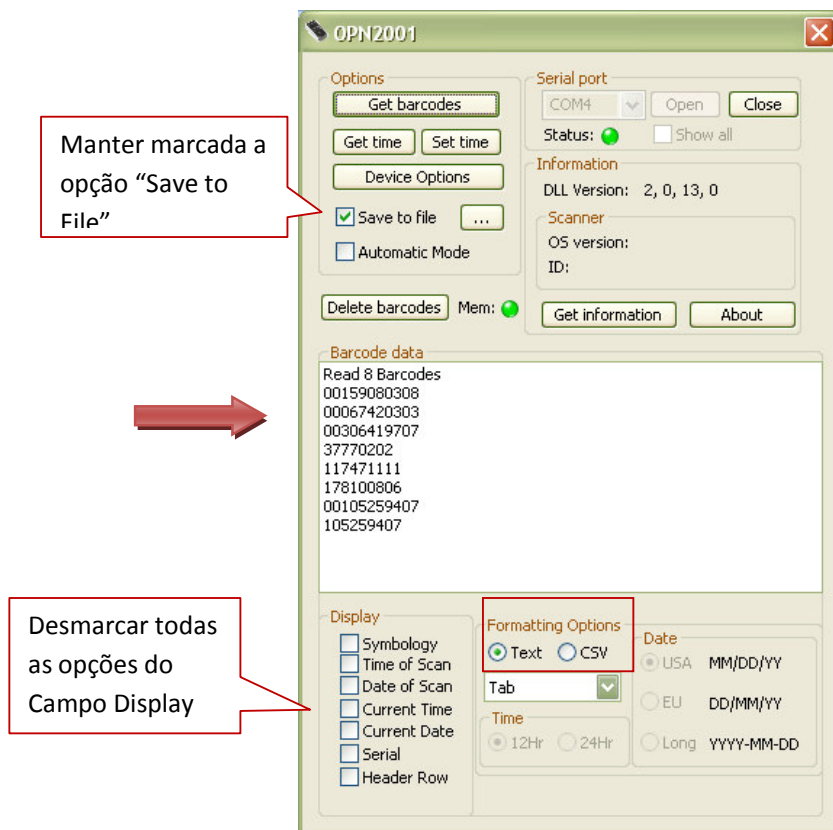 OPN2001
Options
Get barcodes
Get time Set time
Device Options
Save to file ...
Automatic Mode
Serial port
COM4 Open Close
Status: Show all
Information
DLL Version: 2, 0, 13, 0
Scanner
OS version:
ID:
Delete barcodes Mem: Get information About
Manter marcada a
opção “Save to
File”
Barcode data
Read 8 Barcodes
00159080308
00067420303
00306419707
37770202
117471111
178100806
00105259407
105259407
Desmarcar todas
as opções do
Campo Display
Display
Symbology
Time of Scan
Date of Scan
Current Time
Current Date
Serial
Header Row
Formatting Options
Text CSV
Tab
Time
12Hr 24Hr
Date
USA MM/DD/YY
EU DD/MM/YY
Long YYYY-MM-DD